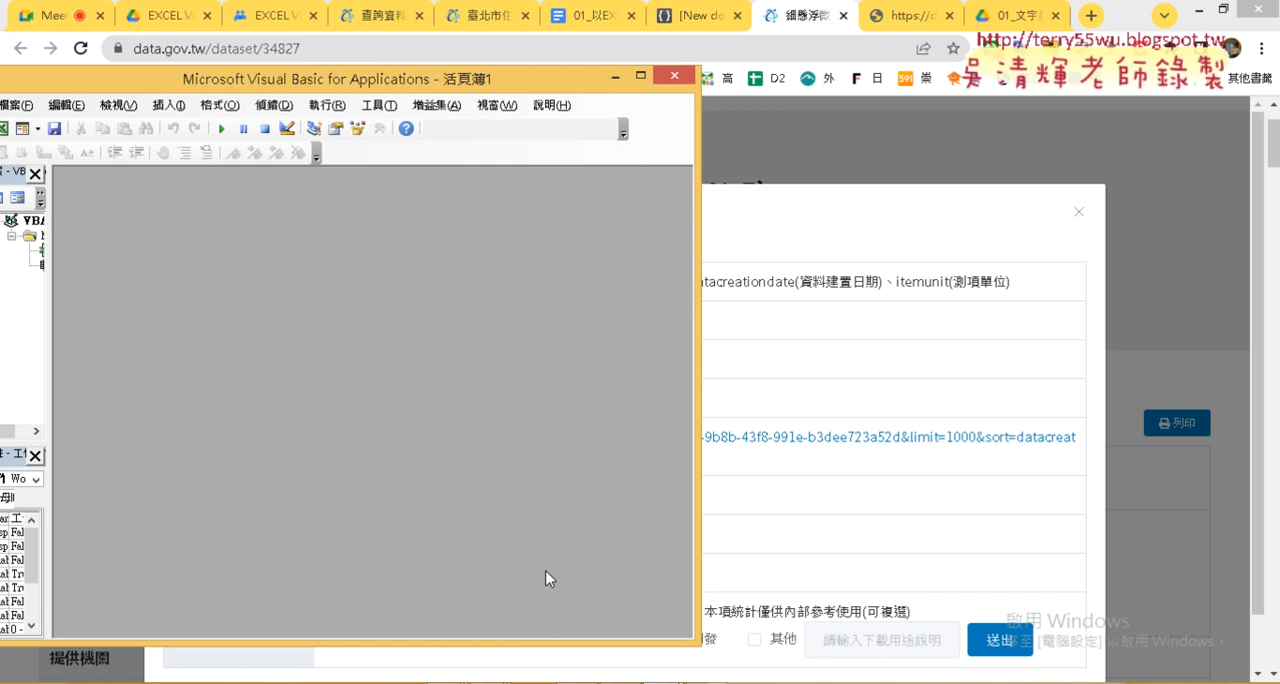 Meet
EXCEL V
EXCEL V
查詢資料
臺北市住
01_以EX
[New do
細懸浮微
https://d
01_文字
data.gov.tw/dataset/34827
http://terry55wu.blogspot.tw
吳清輝老師錄製
高
D2
外
日
崇
其他書籤
Microsoft Visual Basic for Applications - 活頁簿1
檔案(F) 編輯(E) 檢視(V) 插入(I) 格式(O) 偵錯(D) 執行(R) 工具(T) 增益集(A) 視窗(W) 說明(H)
- VB
VBA
atacreationdate(資料建置日期)、itemunit(測項單位)
列印
-9b8b-43f8-991e-b3dee723a52d&limit=1000&sort=datacreat
Wo
本項統計僅供內部參考使用(可複選)
發
其他
請輸入下載用途說明
送出
啟用 Windows
移至 [電腦設定] 以啟用 Windows。
提供機關